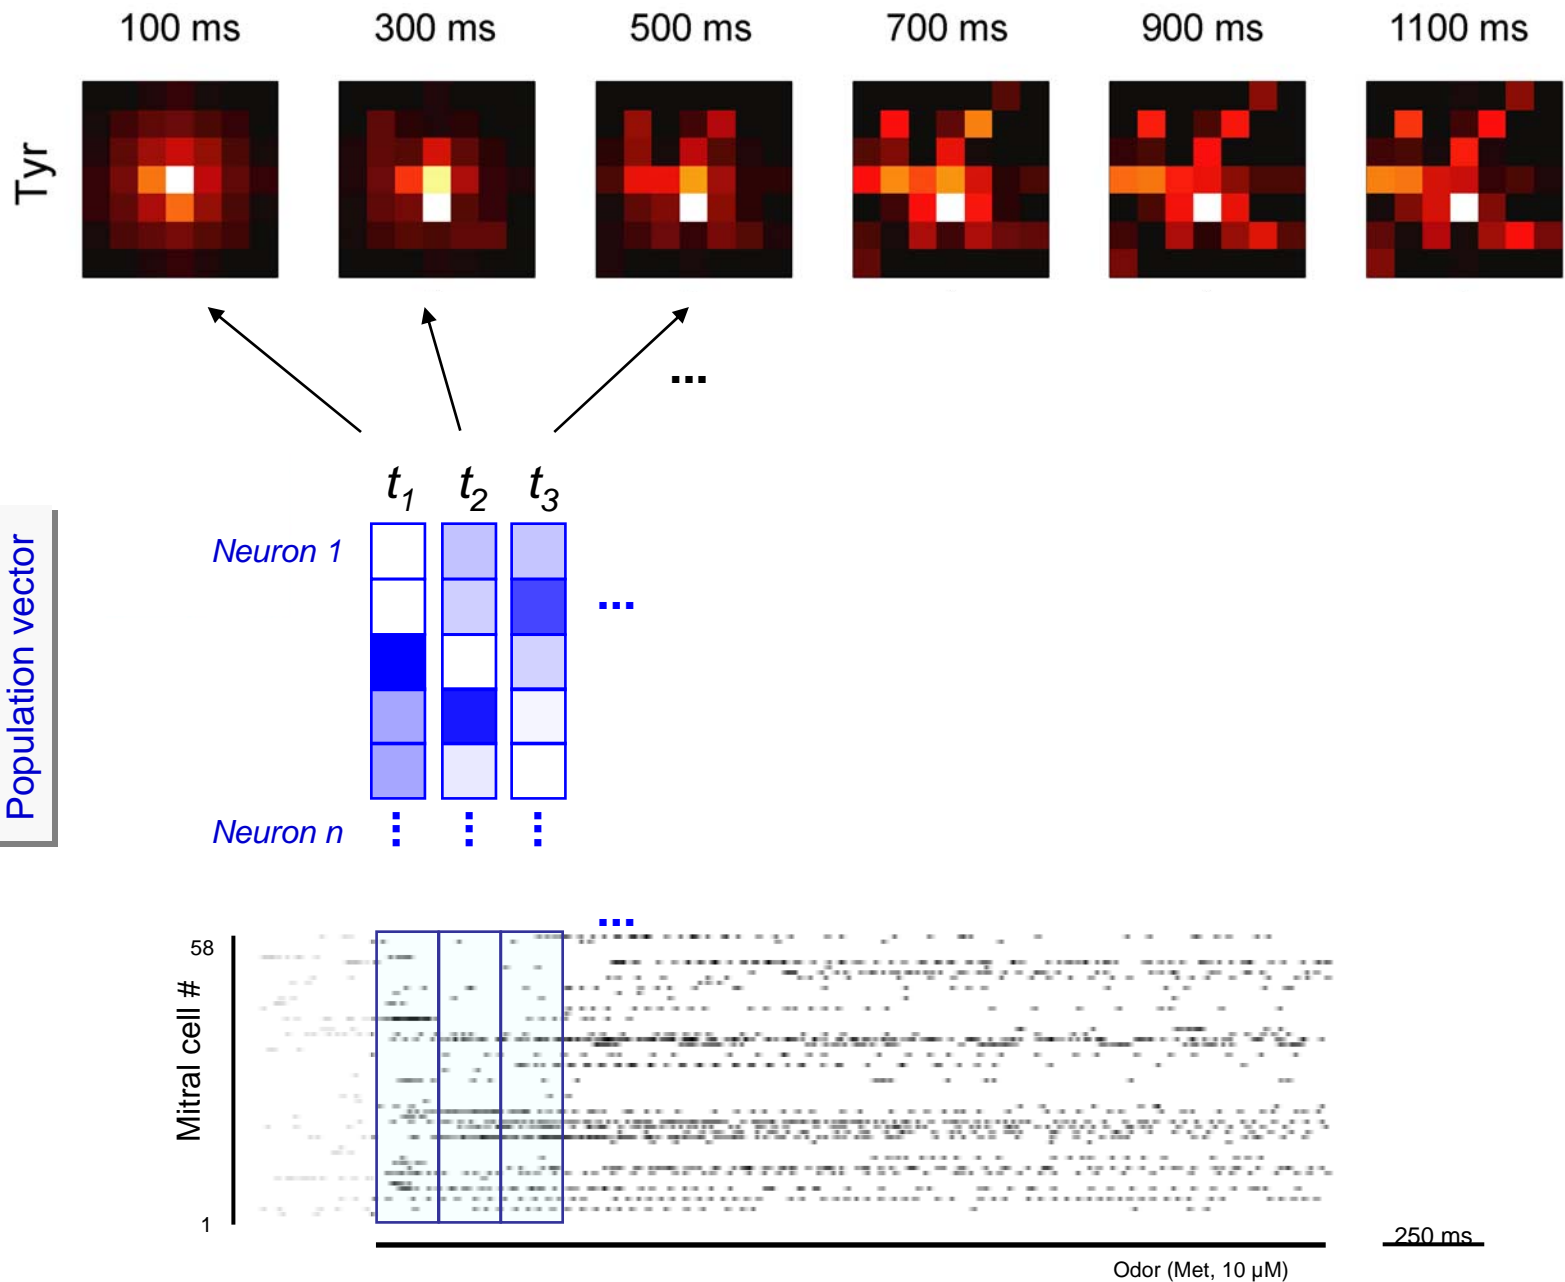 100 ms 300 ms 500 ms 700 ms 900 ms 1100 ms
Tyr
...
t1 t2 t3
Population vector
Neuron 1
...
Neuron n
...
58
Mitral cell #
1
250 ms
Odor (Met, 10 µM)